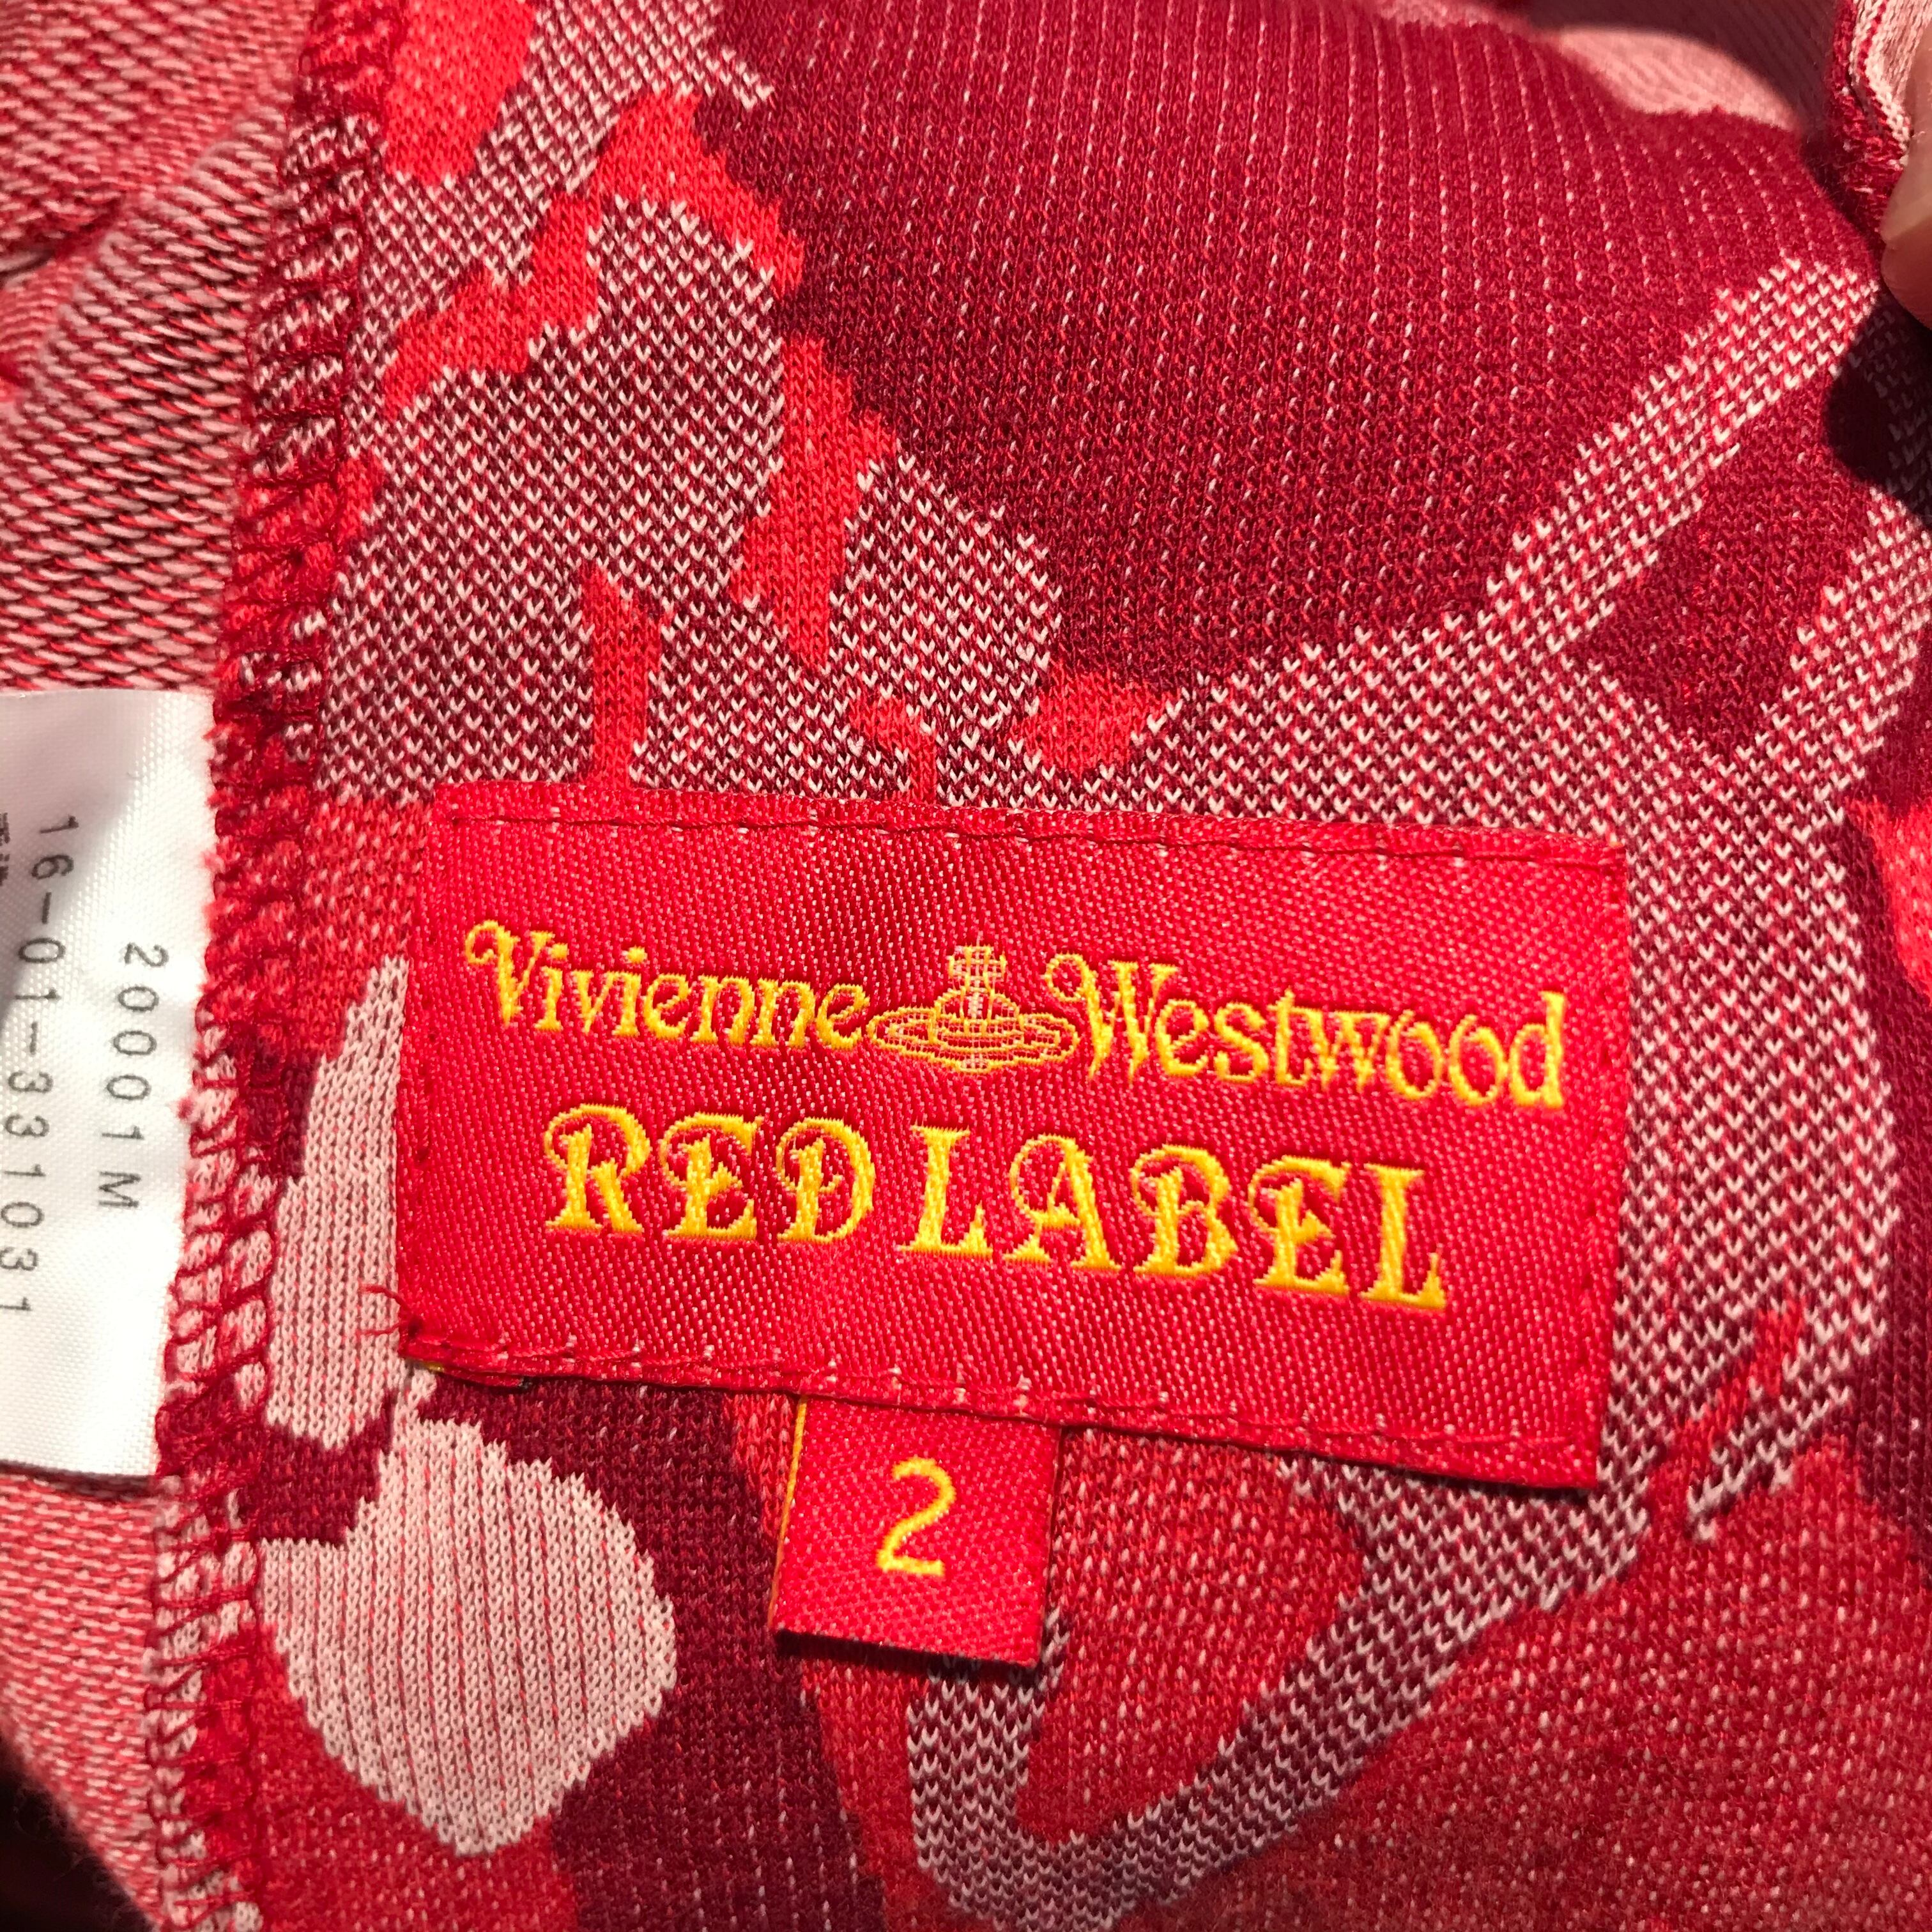 Vivienne Westwood
RED LABEL
2
20001M
16-01-331031